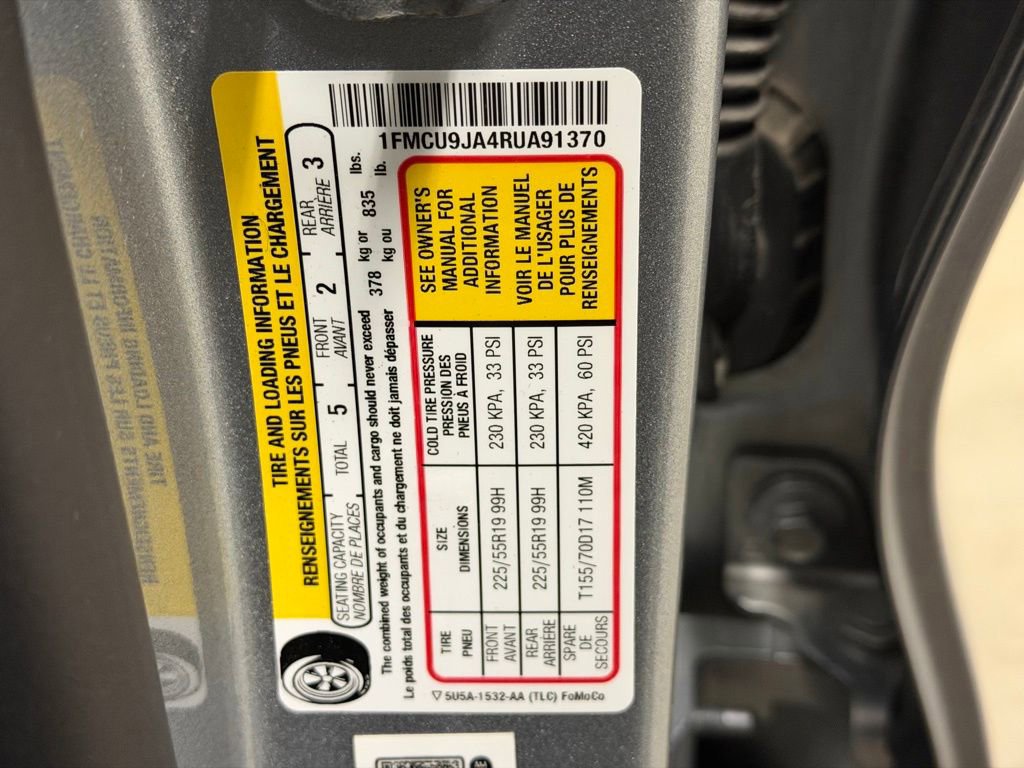 1FMCU9JA4RUA91370
TIRE AND LOADING INFORMATION
RENSEIGNEMENTS SUR LES PNEUS ET LE CHARGEMENT
SEATING CAPACITY TOTAL 5 FRONT 2 REAR 3
NOMBRE DE PLACES AVANT ARRIÈRE
The combined weight of occupants and cargo should never exceed 378 kg or 835 lbs.
Le poids total des occupants et du chargement ne doit jamais dépasser kg ou lb.
TIRE SIZE COLD TIRE PRESSURE
PNEU DIMENSIONS PRESSION DES
PNEUS À FROID
FRONT 225/55R19 99H 230 KPA, 33 PSI
AVANT
REAR 225/55R19 99H 230 KPA, 33 PSI
ARRIÈRE
SPARE T155/70D17 110M 420 KPA, 60 PSI
DE
SECOURS
SEE OWNER'S
MANUAL FOR
ADDITIONAL
INFORMATION
VOIR LE MANUEL
DE L'USAGER
POUR PLUS DE
RENSEIGNEMENTS
5U5A-1532-AA (TLC) FoMoCo